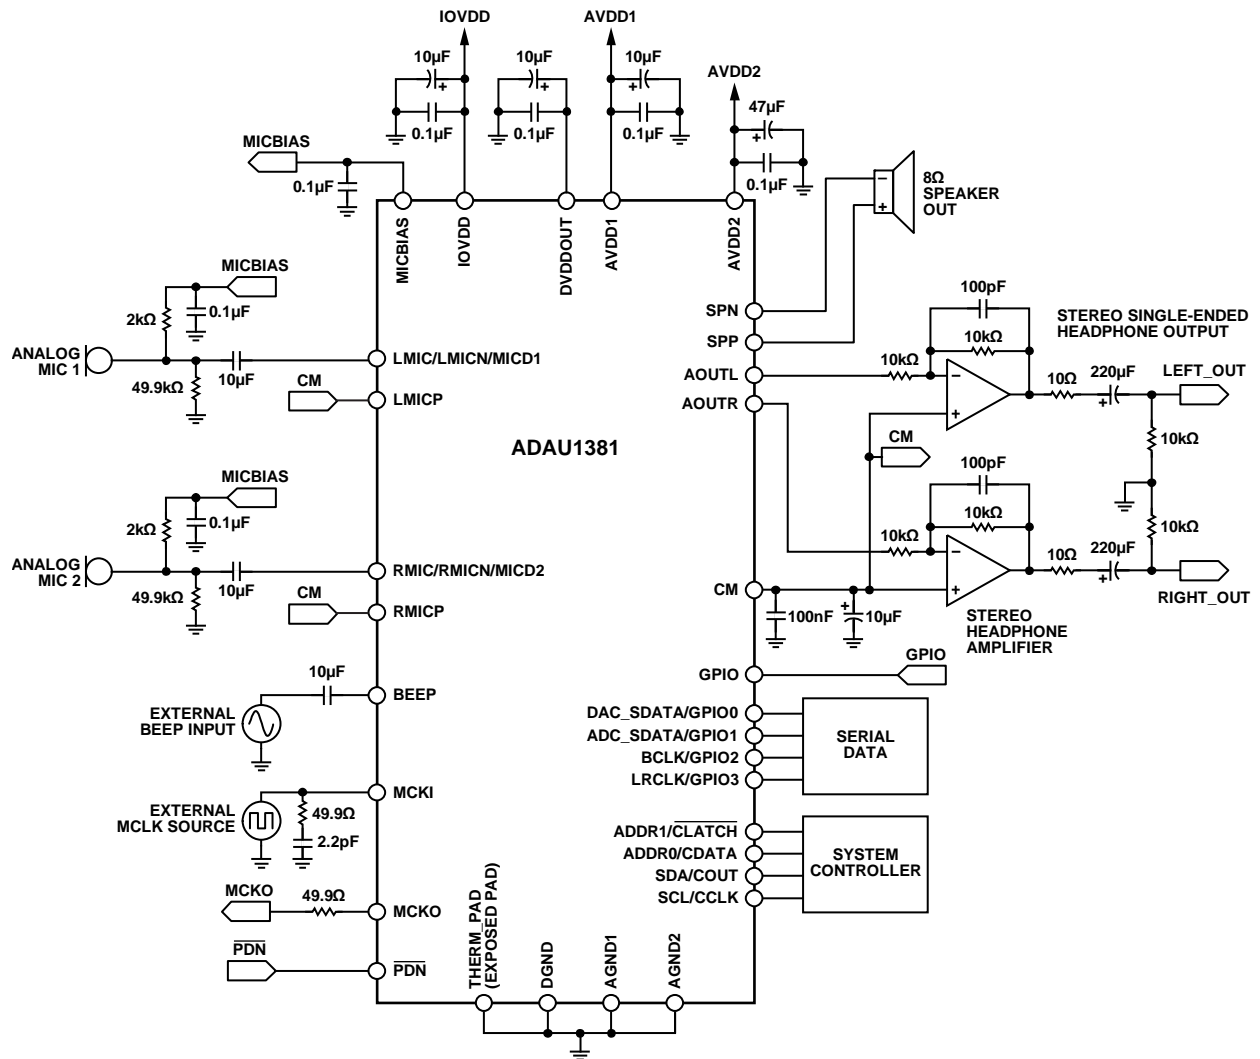 IOVDD
AVDD1
10µF
10µF
10µF
AVDD2
47µF
0.1µF
0.1µF
0.1µF
0.1µF
MICBIAS
0.1µF
8Ω
SPEAKER
OUT
MICBIAS
IOVDD
DVDDOUT
AVDD1
AVDD2
MICBIAS
0.1µF
2kΩ
ANALOG
MIC 1
49.9kΩ
10µF
LMIC/LMICN/MICD1
CM
LMICP
SPN
SPP
AOUTL
AOUTR
100pF
10kΩ
10kΩ
STEREO SINGLE-ENDED
HEADPHONE OUTPUT
10Ω
220µF
LEFT_OUT
10kΩ
CM
ADAU1381
MICBIAS
0.1µF
2kΩ
ANALOG
MIC 2
49.9kΩ
10µF
RMIC/RMICN/MICD2
CM
RMICP
100pF
10kΩ
10kΩ
10kΩ
10Ω
220µF
RIGHT_OUT
CM
100nF
10µF
STEREO
HEADPHONE
AMPLIFIER
10µF
BEEP
EXTERNAL
BEEP INPUT
GPIO
GPIO
DAC_SDATA/GPIO0
ADC_SDATA/GPIO1
BCLK/GPIO2
LRCLK/GPIO3
SERIAL
DATA
MCKI
EXTERNAL
MCLK SOURCE
49.9Ω
2.2pF
ADDR1/CLATCH
ADDR0/CDATA
SDA/COUT
SCL/CCLK
SYSTEM
CONTROLLER
MCKO
49.9Ω
MCKO
PDN
PDN
THERM_PAD
(EXPOSED PAD)
DGND
AGND1
AGND2